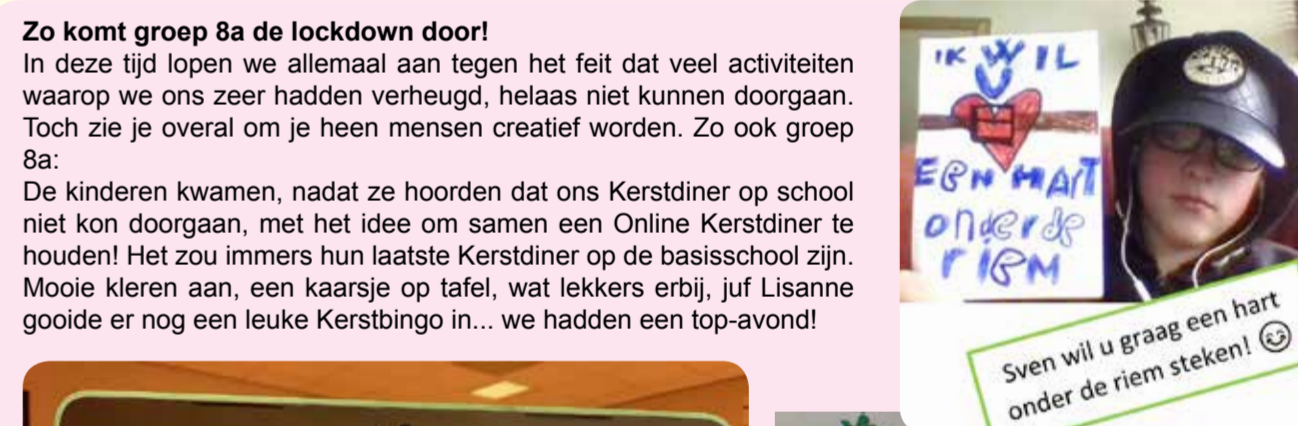 Zo komt groep 8a de lockdown door!
In deze tijd lopen we allemaal aan tegen het feit dat veel activiteiten
waarop we ons zeer hadden verheugd, helaas niet kunnen doorgaan.
Toch zie je overal om je heen mensen creatief worden. Zo ook groep
8a:
De kinderen kwamen, nadat ze hoorden dat ons Kerstdiner op school
niet kon doorgaan, met het idee om samen een Online Kerstdiner te
houden! Het zou immers hun laatste Kerstdiner op de basisschool zijn.
Mooie kleren aan, een kaarsje op tafel, wat lekkers erbij, juf Lisanne
gooide er nog een leuke Kerstbingo in... we hadden een top-avond!
IK WIL
U
EEN HART
onder de
riEM
Sven wil u graag een hart
onder de riem steken! 😊